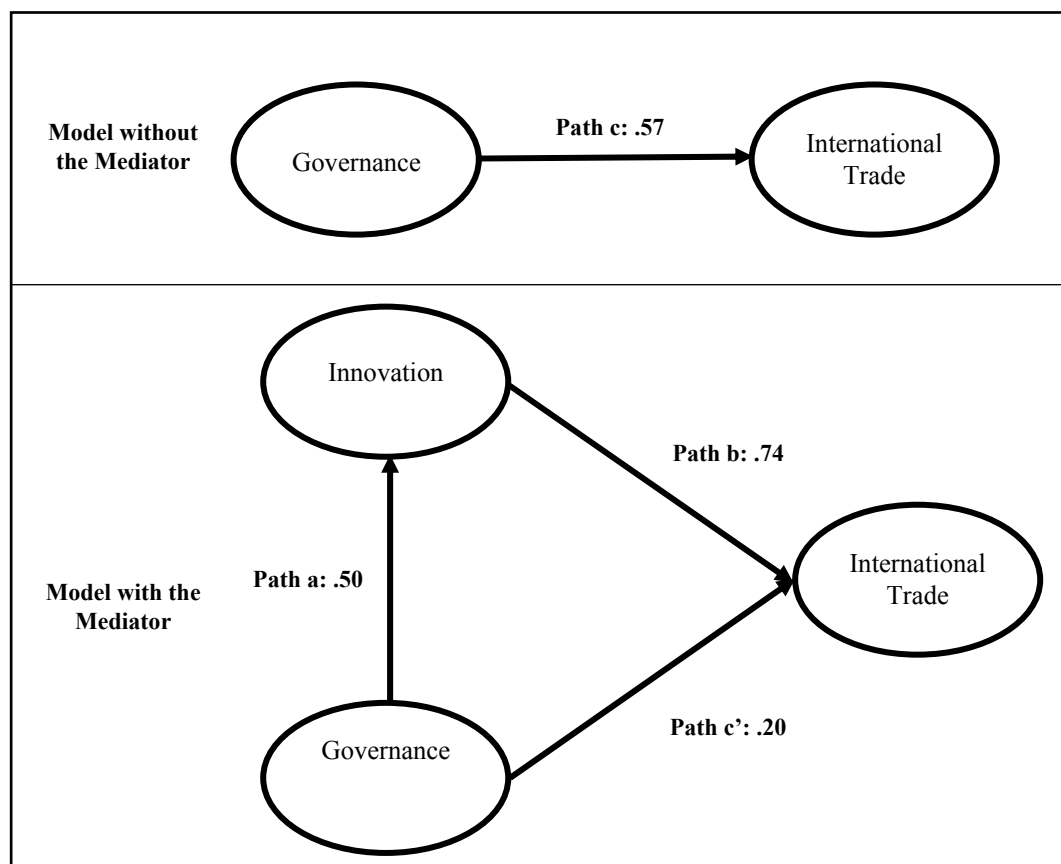 Model without
the Mediator
Governance
Path c: .57
International
Trade
Innovation
Path b: .74
Path a: .50
International
Trade
Model with the
Mediator
Governance
Path c’: .20